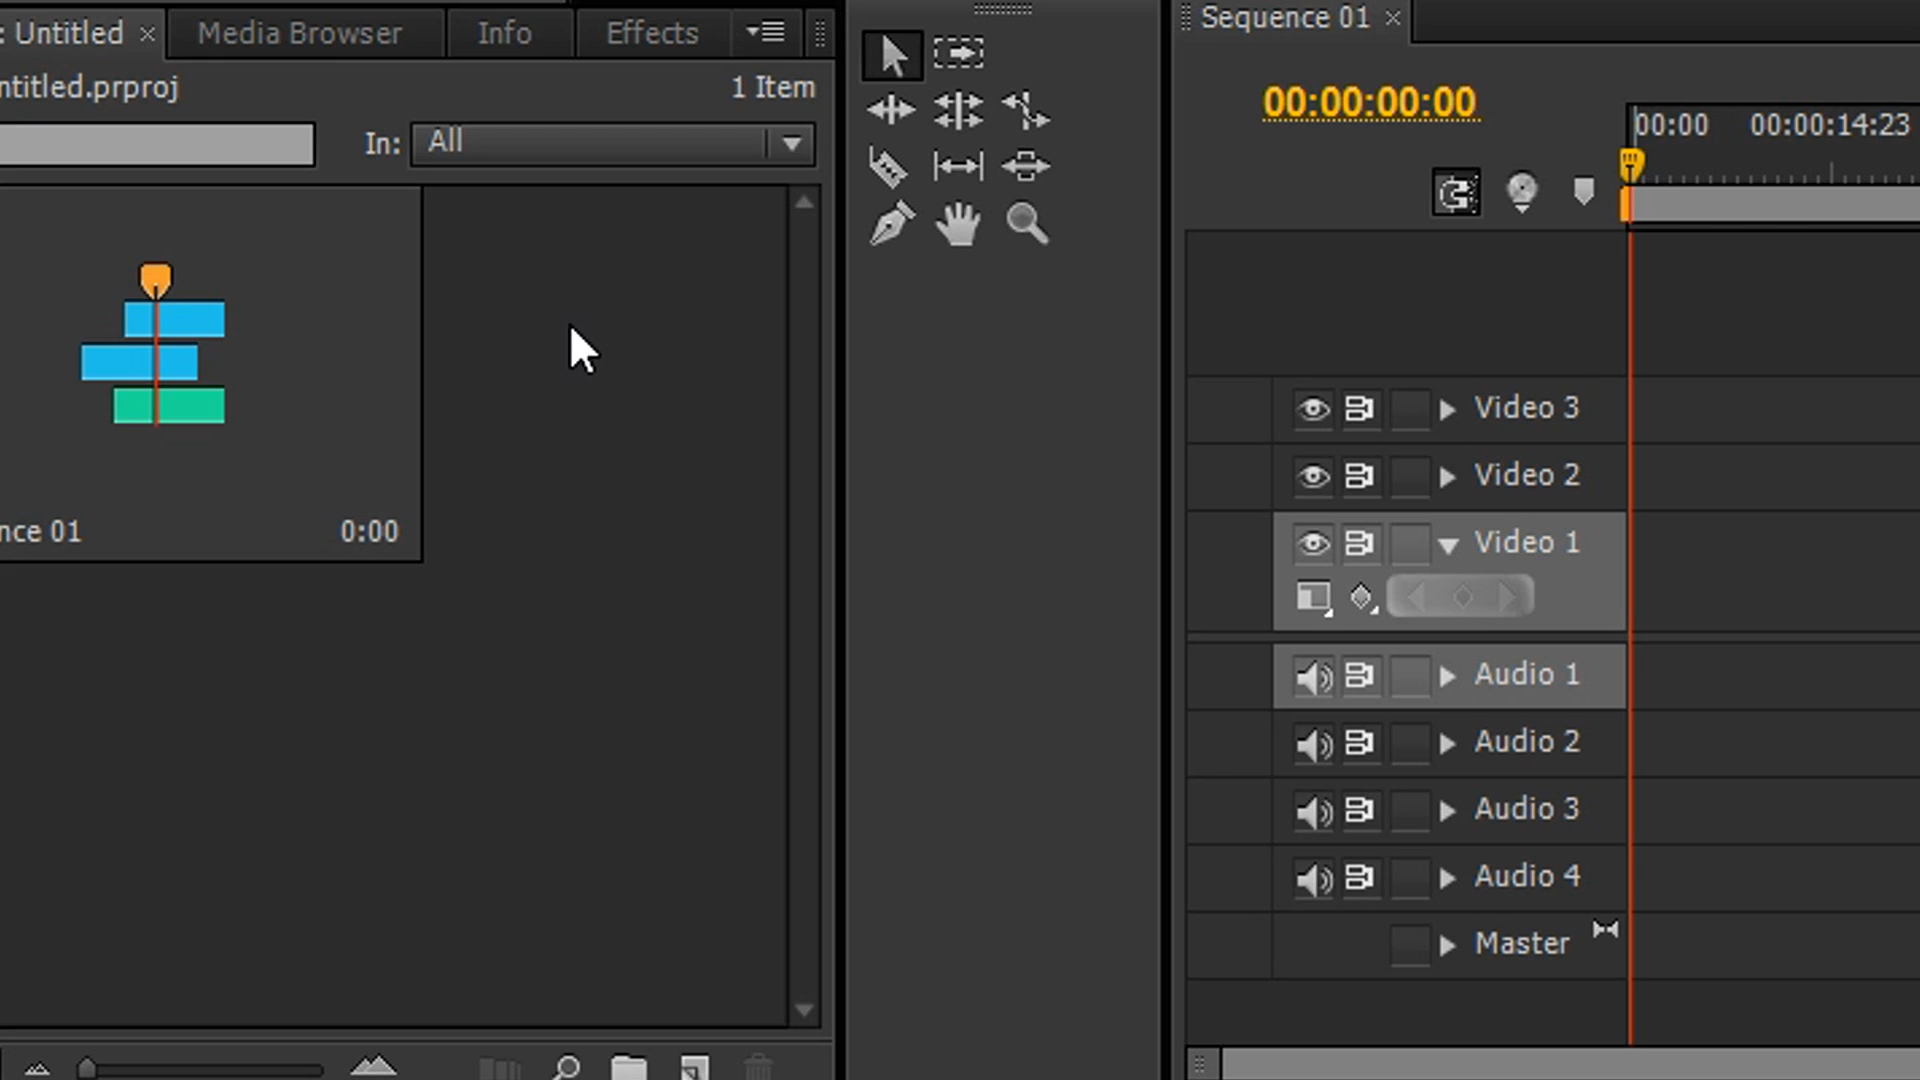 : Untitled
Media Browser
Info
Effects
ntitled.prproj
1 Item
In:
All
nce 01
0:00
Sequence 01
00:00:00:00
00:00
00:00:14:23
Video 3
Video 2
Video 1
Audio 1
Audio 2
Audio 3
Audio 4
Master